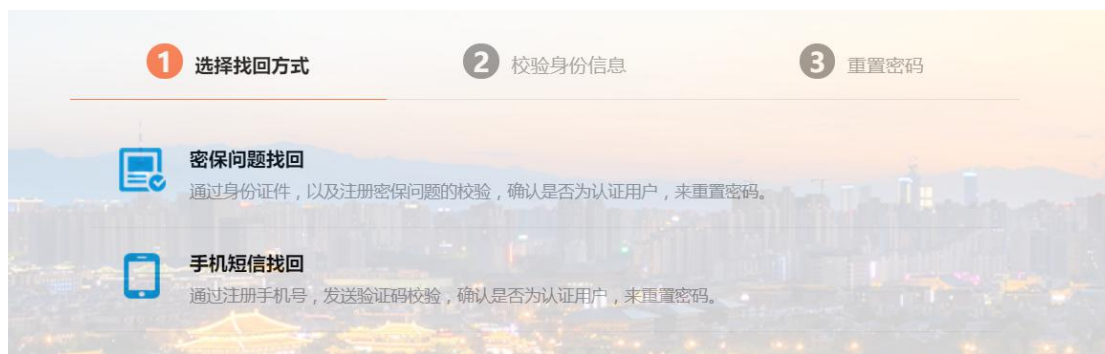 1 选择找回方式 2 校验身份信息 3 重置密码
密保问题找回
通过身份证件，以及注册密保问题的校验，确认是否为认证用户，来重置密码。
手机短信找回
通过注册手机号，发送验证码校验，确认是否为认证用户，来重置密码。